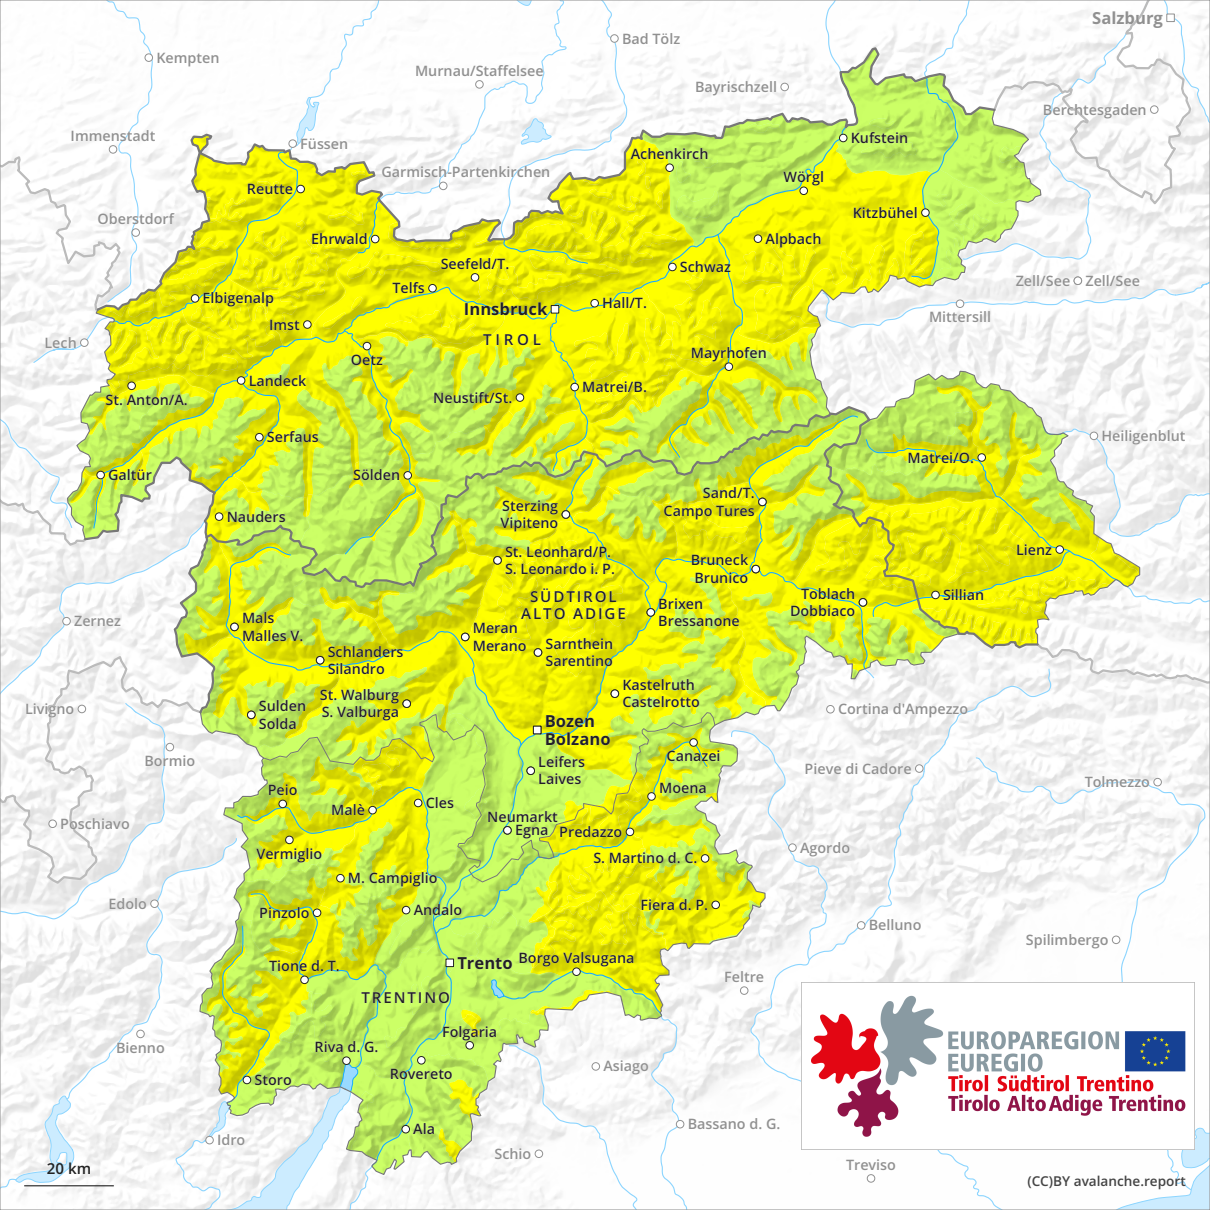 Salzburg
Bad Tölz
Kempten
Murnau/Staffelsee
Bayrischzell
Berchtesgaden
Immenstadt
Füssen
Kufstein
Achenkirch
Garmisch-Partenkirchen
Wörgl
Reutte
Oberstdorf
Kitzbühel
Ehrwald
Alpbach
Seefeld/T.
Schwaz
Zell/See
Zell/See
Telfs
Elbigenalp
Hall/T.
Innsbruck
Mittersill
Imst
TIROL
Lech
Oetz
Mayrhofen
Landeck
Matrei/B.
St. Anton/A.
Neustift/St.
Serfaus
Heiligenblut
Matrei/O.
Galtür
Sölden
Sand/T.
Campo Tures
Sterzing
Vipiteno
Nauders
St. Leonhard/P.
S. Leonardo i. P.
Lienz
Bruneck
Brunico
SÜDTIROL
ALTO ADIGE
Toblach
Dobbiaco
Sillian
Brixen
Bressanone
Zernez
Mals
Malles V.
Meran
Merano
Sarnthein
Sarentino
Schlanders
Silandro
Kastelruth
Castelrotto
St. Walburg
S. Valburga
Livigno
Sulden
Solda
Cortina d'Ampezzo
Bozen
Bolzano
Bormio
Canazei
Leifers
Laives
Pieve di Cadore
Tolmezzo
Peio
Moena
Malè
Cles
Neumarkt
Egna
Poschiavo
Predazzo
Vermiglio
Agordo
S. Martino d. C.
M. Campiglio
Edolo
Pinzolo
Andalo
Fiera d. P.
Belluno
Spilimbergo
Borgo Valsugana
Trento
Tione d. T.
Feltre
TRENTINO
Folgaria
Bienno
Riva d. G.
Rovereto
Asiago
Storo
EUROPAREGION
EUREGIO
Tirol Südtirol Trentino
Tirolo Alto Adige Trentino
Ala
Bassano d. G.
Idro
Schio
Treviso
20 km
(CC)BY avalanche.report